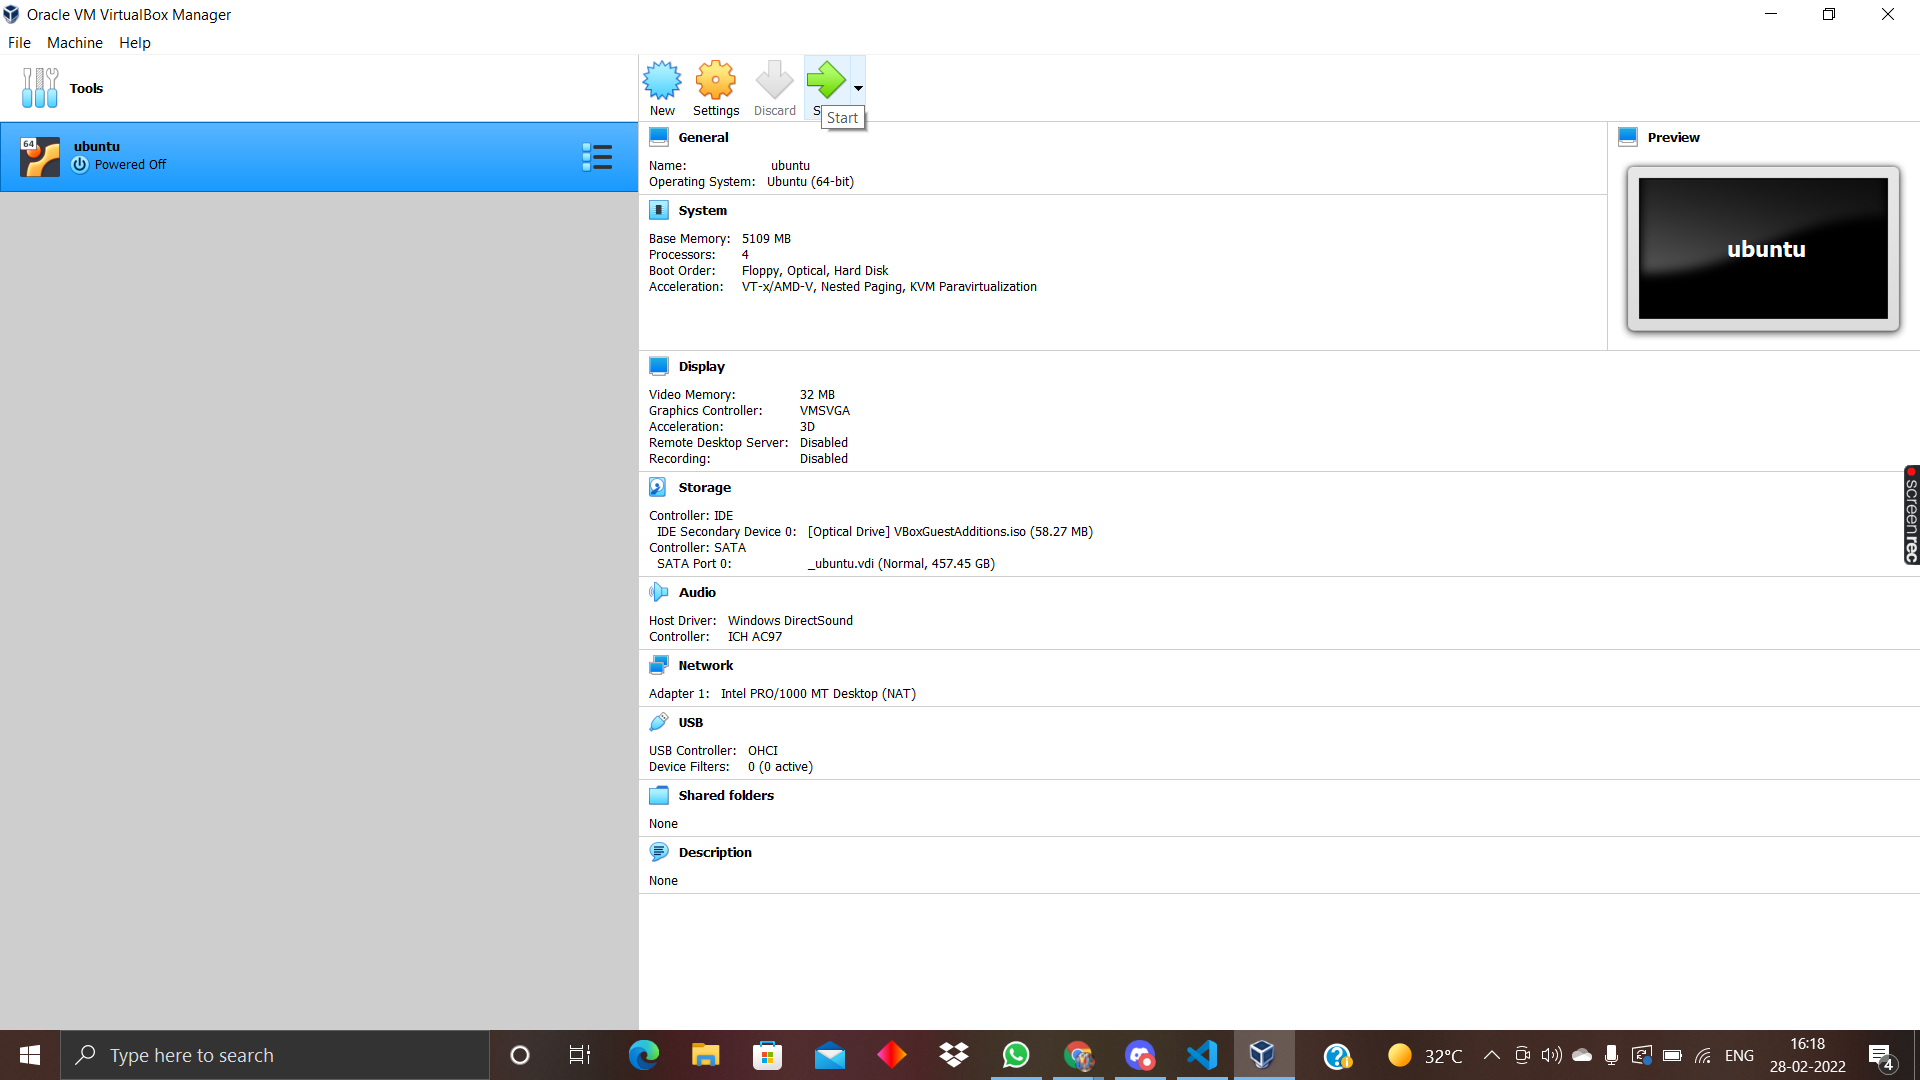 Oracle VM VirtualBox Manager
File Machine Help
Tools
New Settings Discard S
Start
64
ubuntu
Powered Off
General
Name: ubuntu
Operating System: Ubuntu (64-bit)
Preview
ubuntu
System
Base Memory: 5109 MB
Processors: 4
Boot Order: Floppy, Optical, Hard Disk
Acceleration: VT-x/AMD-V, Nested Paging, KVM Paravirtualization
Display
Video Memory: 32 MB
Graphics Controller: VMSVGA
Acceleration: 3D
Remote Desktop Server: Disabled
Recording: Disabled
Storage
Controller: IDE
IDE Secondary Device 0: [Optical Drive] VBoxGuestAdditions.iso (58.27 MB)
Controller: SATA
SATA Port 0: _ubuntu.vdi (Normal, 457.45 GB)
Audio
Host Driver: Windows DirectSound
Controller: ICH AC97
Network
Adapter 1: Intel PRO/1000 MT Desktop (NAT)
USB
USB Controller: OHCI
Device Filters: 0 (0 active)
Shared folders
None
Description
None
screenrec
Type here to search
32°C
ENG
16:18
28-02-2022
4